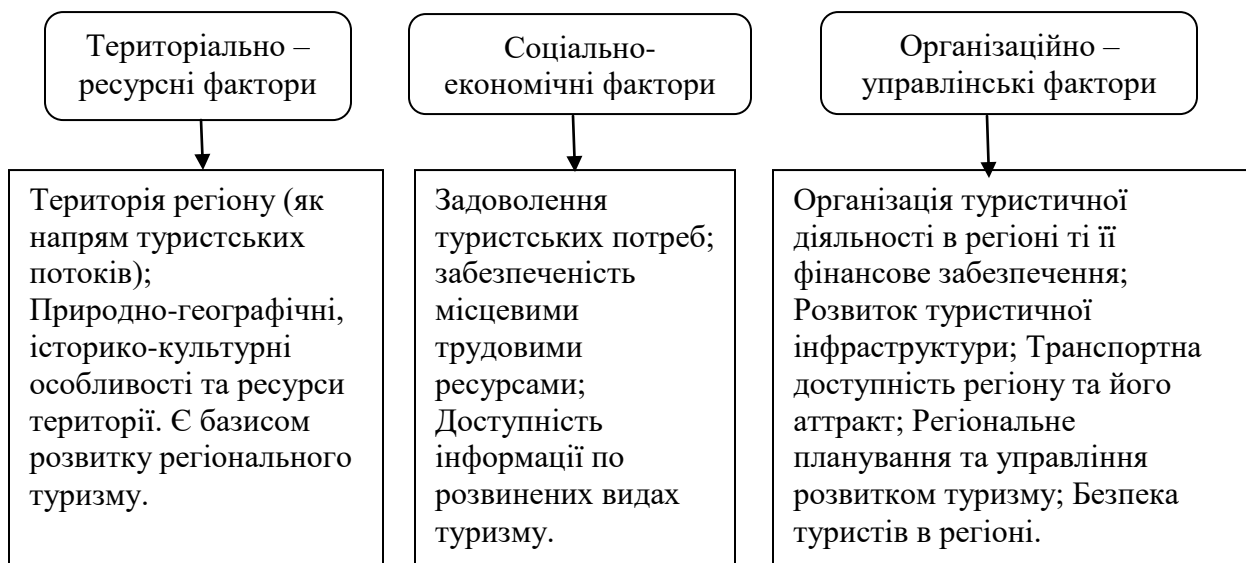 Територіально –
ресурсні фактори
Соціально-
економічні фактори
Організаційно –
управлінські фактори
Територія регіону (як
напрям туристських
потоків);
Природно-географічні,
історико-культурні
особливості та ресурси
території. Є базисом
розвитку регіонального
туризму.
Задоволення
туристських потреб;
забезпеченість
місцевими
трудовими
ресурсами;
Доступність
інформації по
розвинених видах
туризму.
Організація туристичної
діяльності в регіоні ті її
фінансове забезпечення;
Розвиток туристичної
інфраструктури; Транспортна
доступність регіону та його
аттракт; Регіональне
планування та управління
розвитком туризму; Безпека
туристів в регіоні.